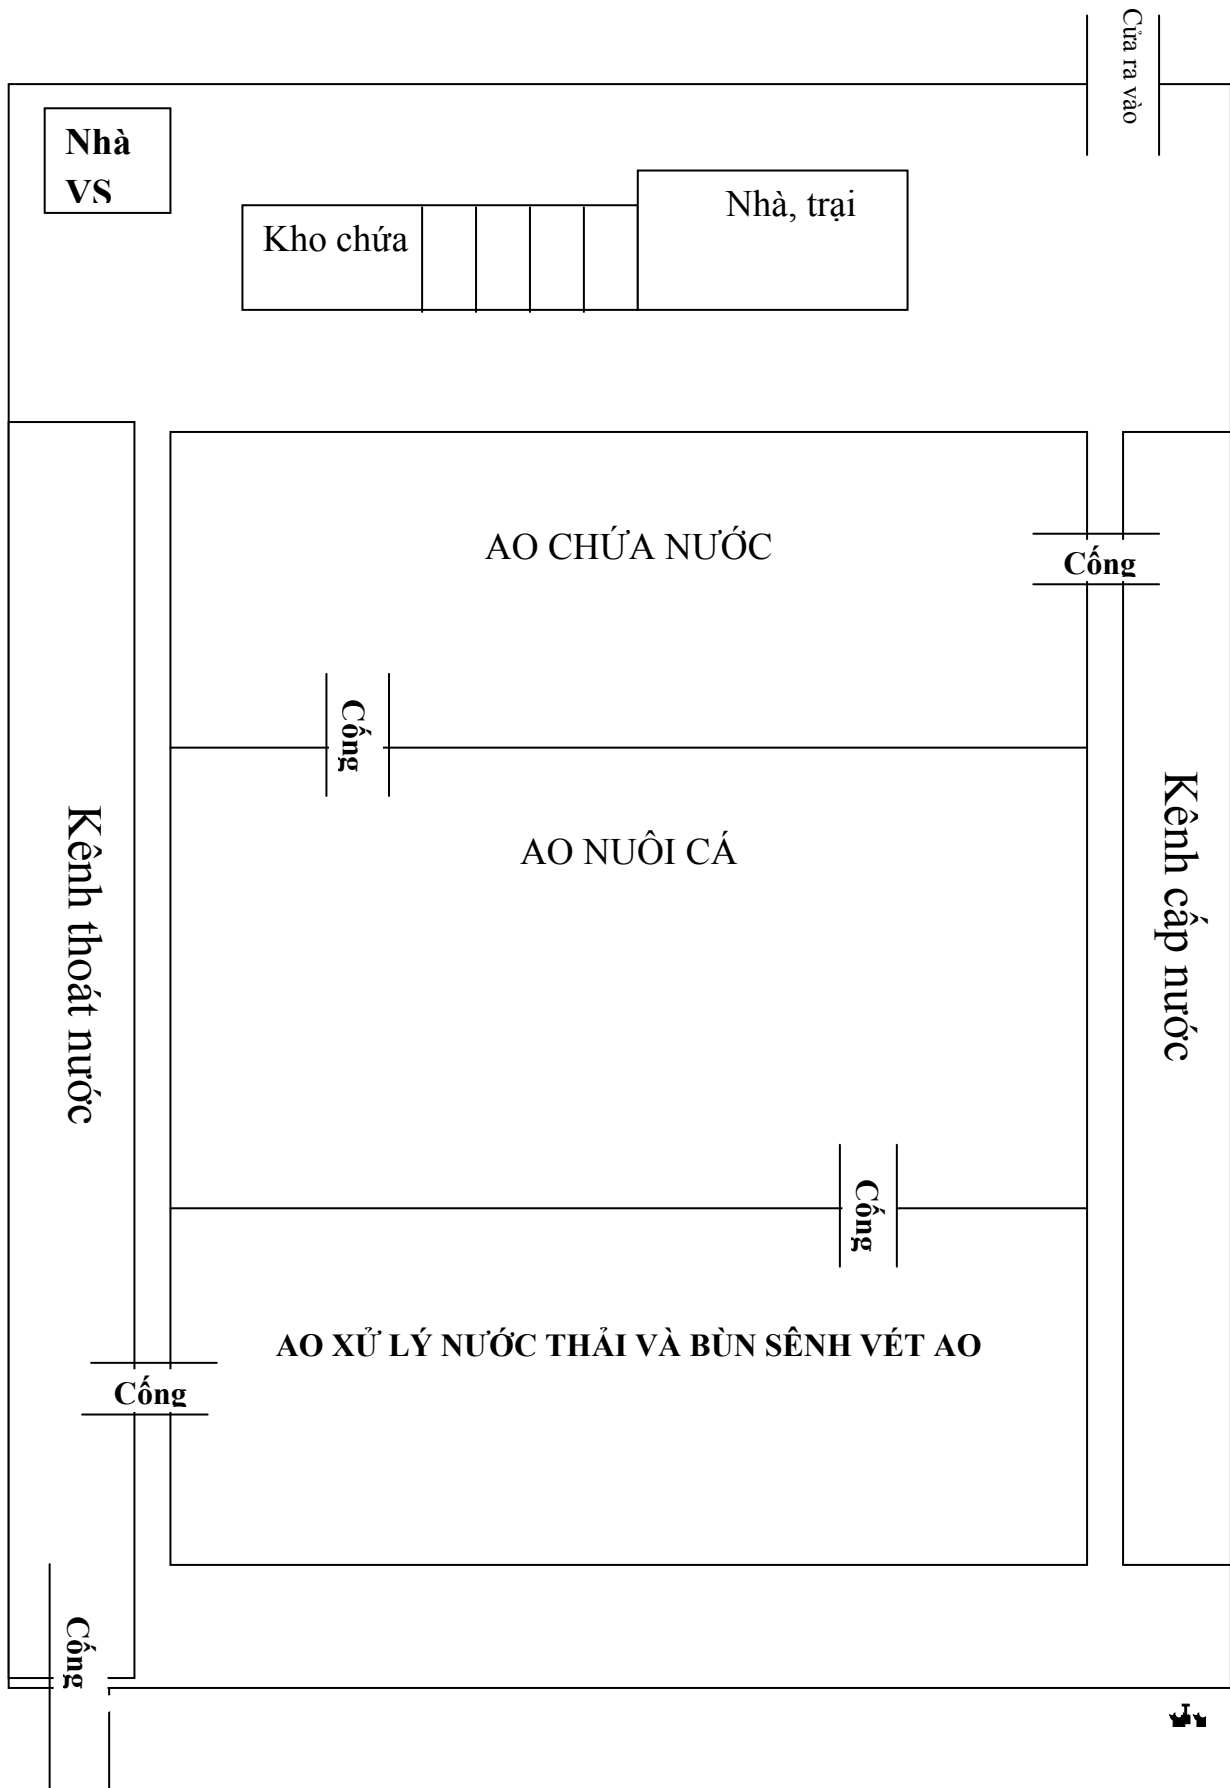 Cửa ra vào
Nhà
VS
Nhà, trại
Kho chứa
AO CHỨA NƯỚC
Cống
Cống
Kênh cấp nước
Kênh thoát nước
AO NUÔI CÁ
Cống
AO XỬ LÝ NƯỚC THẢI VÀ BÙN SÊNH VÉT AO
Cống
Cống